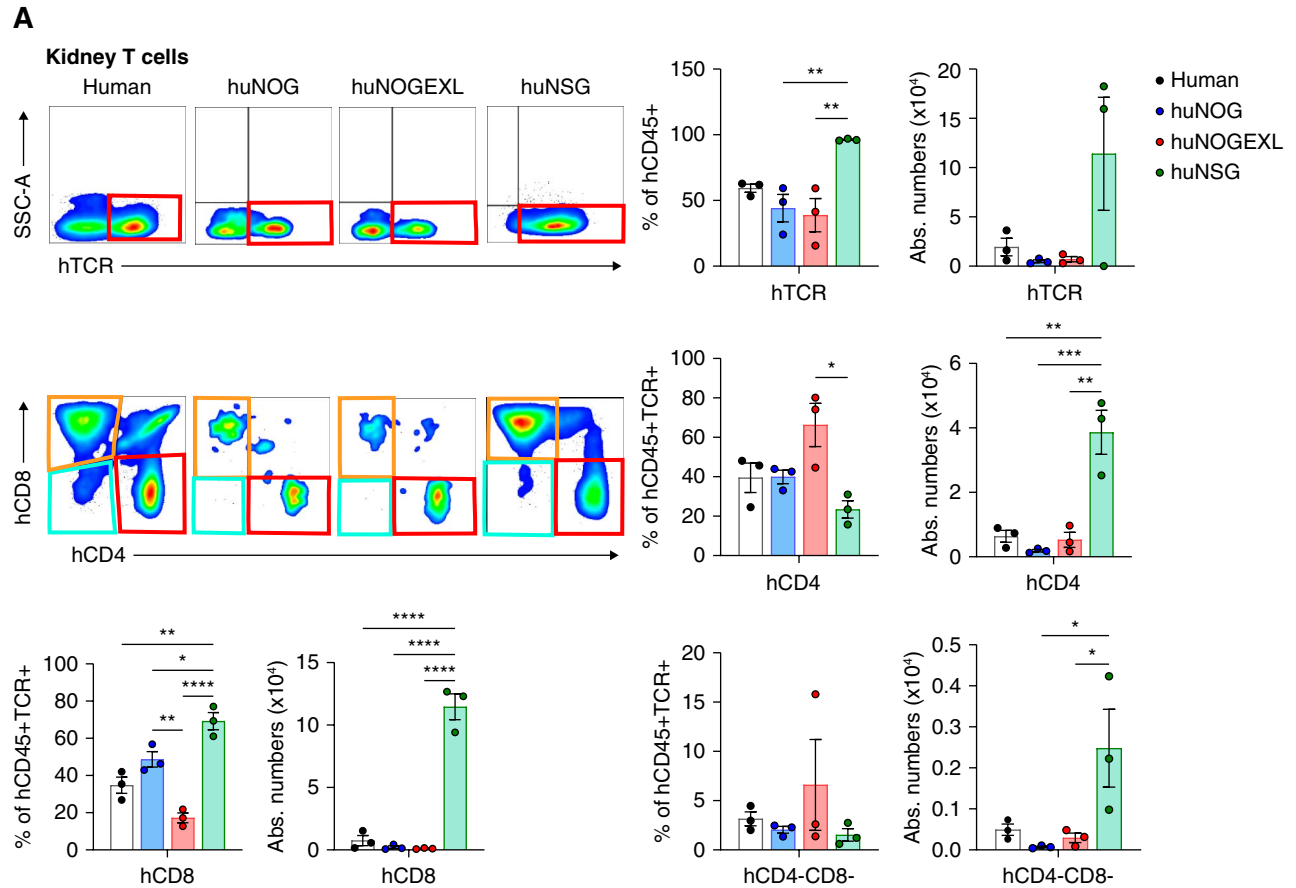 A
Kidney T cells
Human huNOG huNOGEXL huNSG
SSC-A
hTCR
% of hCD45+
150
100
50
0
** 
**
hTCR
Abs. numbers (x10⁴)
20
15
10
5
0
hTCR
Human
huNOG
huNOGEXL
huNSG
hCD8
hCD4
% of hCD45+TCR+
100
80
60
40
20
0
*
hCD4
Abs. numbers (x10⁴)
6
4
2
0
**
***
**
hCD4
% of hCD45+TCR+
100
80
60
40
20
0
**
*
****
**
hCD8
Abs. numbers (x10⁴)
15
10
5
0
****
****
****
hCD8
% of hCD45+TCR+
20
15
10
5
0
hCD4-CD8-
Abs. numbers (x10⁴)
0.5
0.4
0.3
0.2
0.1
0.0
*
*
hCD4-CD8-